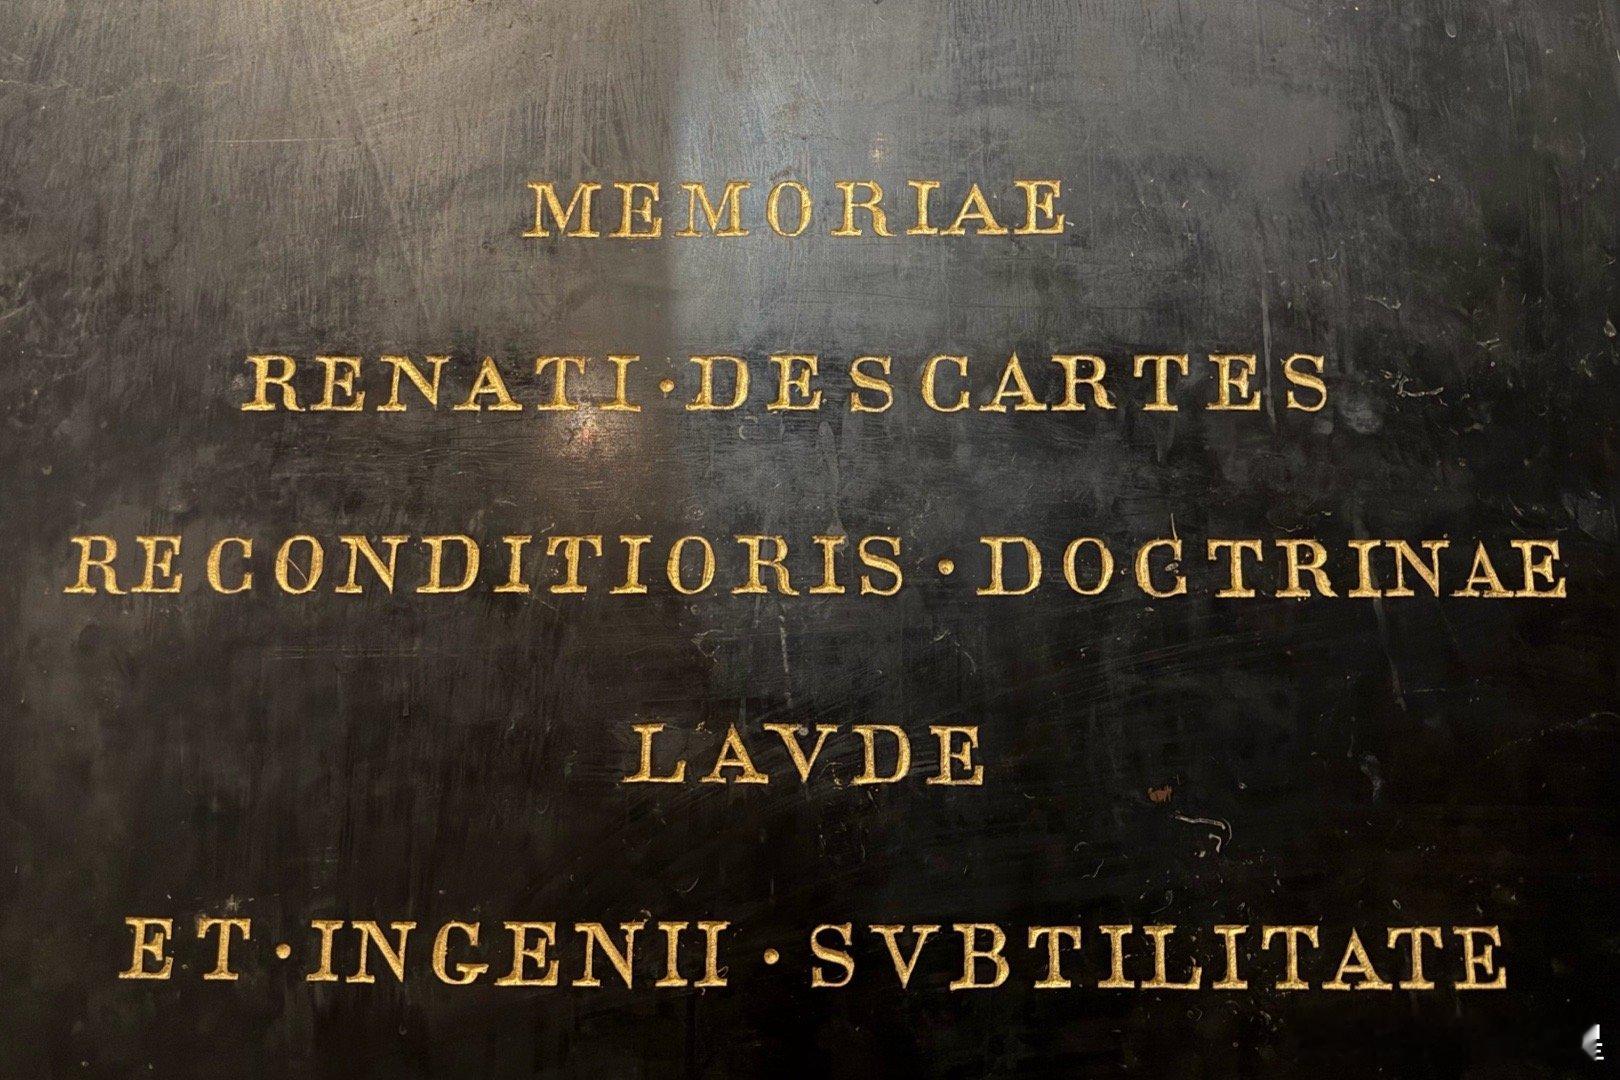 MEMORIAE
RENATI·DESCARTES
RECONDITIORIS·DOCTRINAE
LAVDE
ET·INGENII·SVBTILITATE